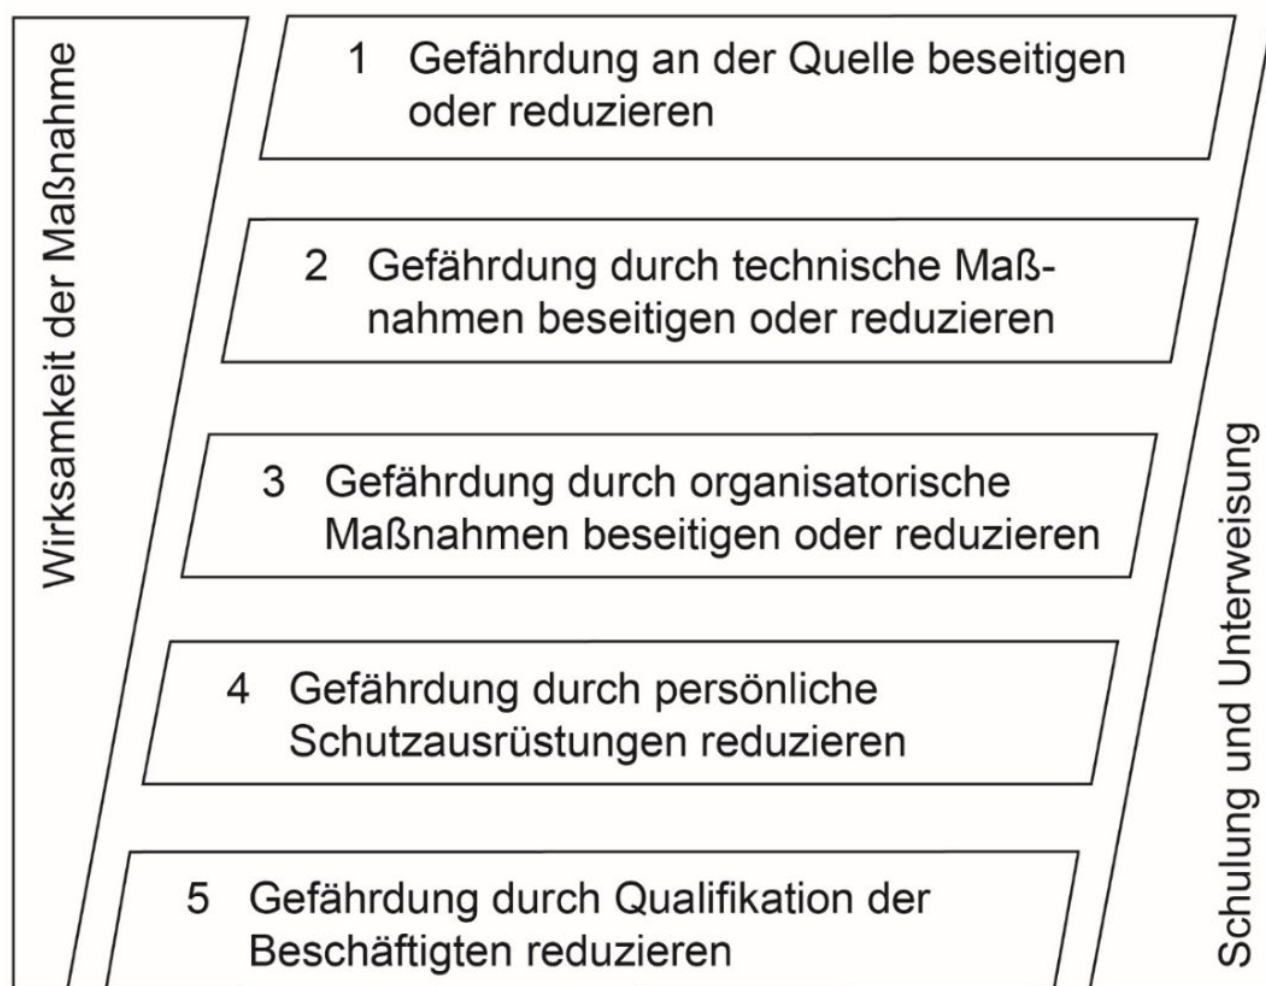 Wirksamkeit der Maßnahme
1 Gefährdung an der Quelle beseitigen
oder reduzieren
2 Gefährdung durch technische Maß-
nahmen beseitigen oder reduzieren
3 Gefährdung durch organisatorische
Maßnahmen beseitigen oder reduzieren
4 Gefährdung durch persönliche
Schutzausrüstungen reduzieren
5 Gefährdung durch Qualifikation der
Beschäftigten reduzieren
Schulung und Unterweisung